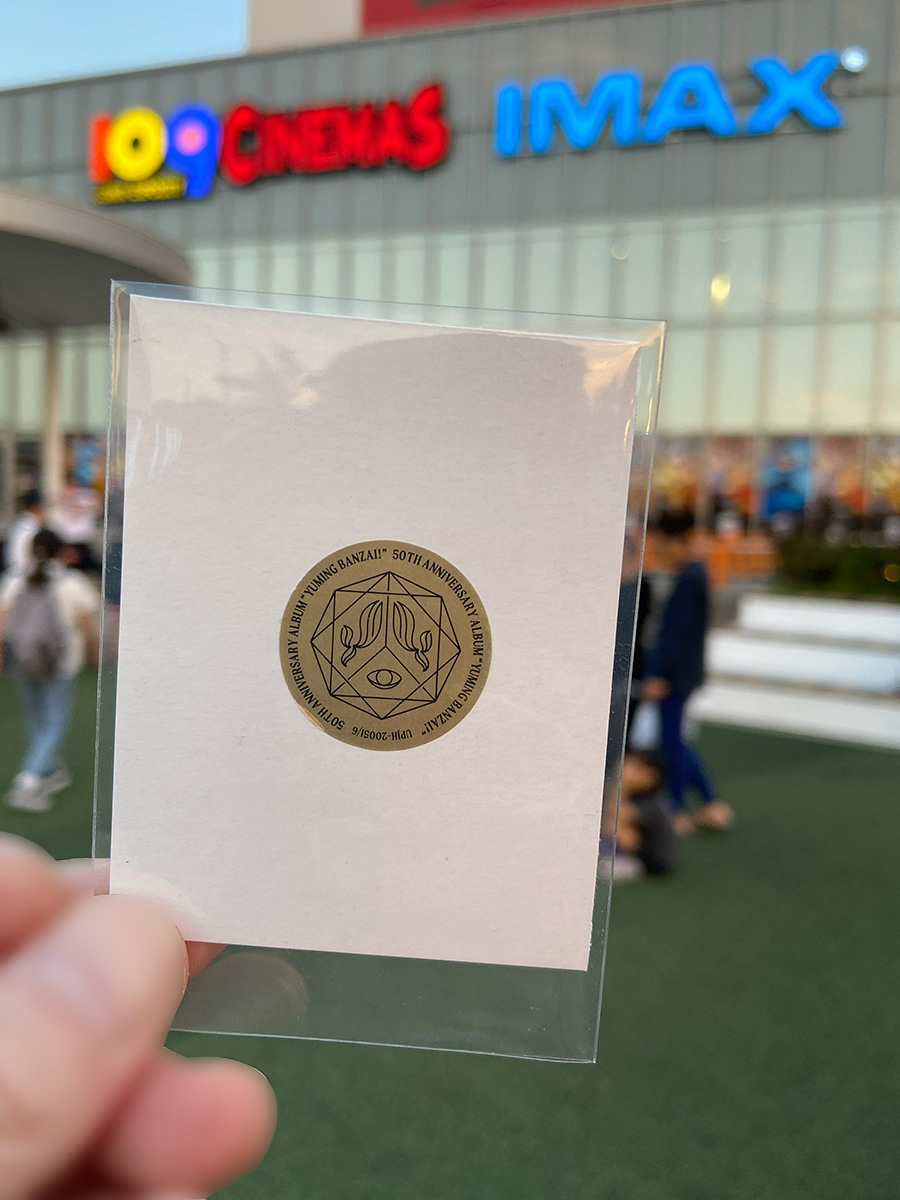 109 CINEMAS
IMAX
50TH ANNIVERSARY ALBUM "YUMING BANZAI!" 50TH ANNIVERSARY ALBUM "YUMING BANZAI!"
UPJH-20051/6